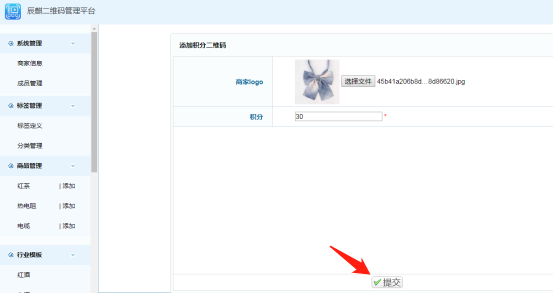 辰麒二维码管理平台
系统管理
商家信息
成员管理
标签管理
标签定义
分类管理
商品管理
红茶 | 添加
热电阻 | 添加
电缆 | 添加
行业模板
红酒
添加积分二维码
商家logo 选择文件 45b41a206b8d...8d86620.jpg
积分 30 *
提交